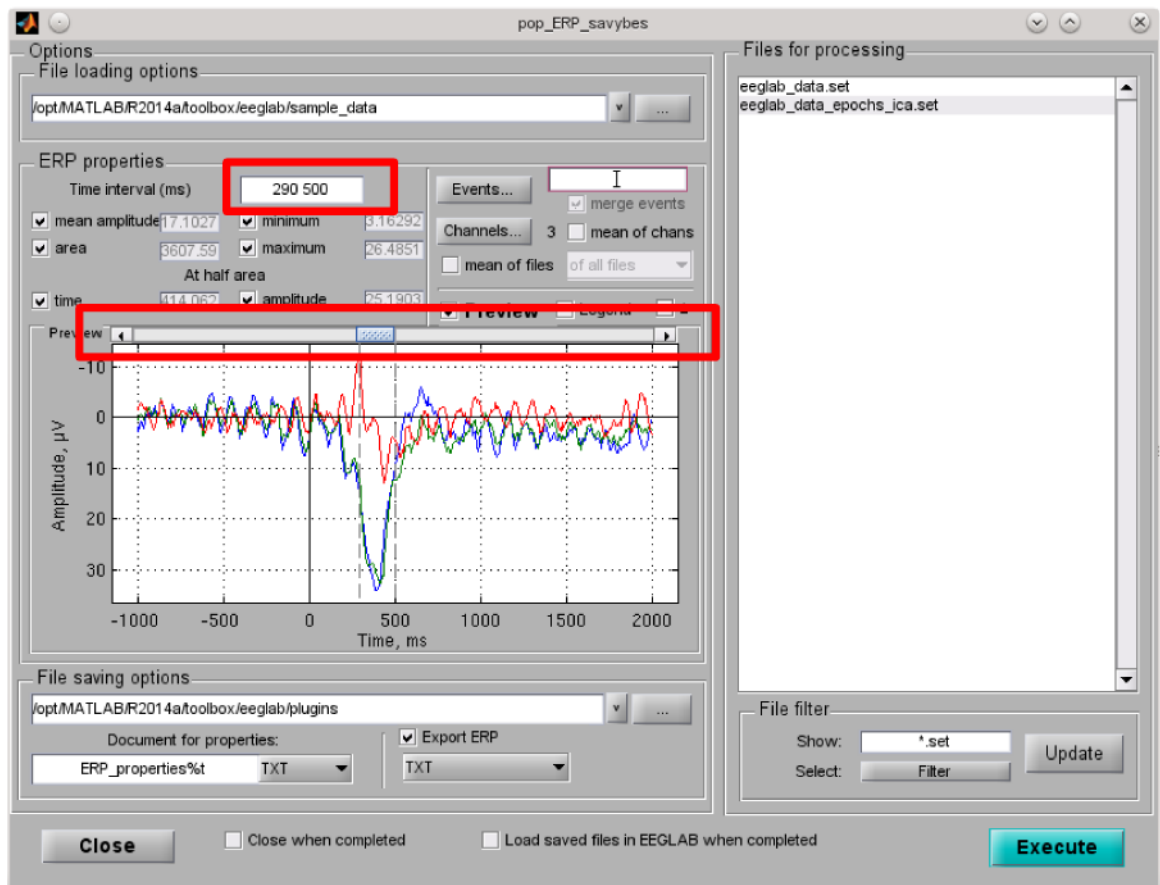 pop_ERP_savybes
Options
File loading options
/opt/MATLAB/R2014a/toolbox/eeglab/sample_data
v
...
ERP properties
Time interval (ms)
290 500
mean amplitude
17.1027
minimum
3.16292
area
3607.59
maximum
26.4851
At half area
time
414.062
amplitude
25.1903
Events...
merge events
Channels...
3
mean of chans
mean of files
of all files
Preview
Legend
Preview
-10
0
10
20
30
Amplitude, µV
-1000
-500
0
500
1000
1500
2000
Time, ms
File saving options
/opt/MATLAB/R2014a/toolbox/eeglab/plugins
v
...
Document for properties:
ERP_properties%t
TXT
Export ERP
TXT
Files for processing
eeglab_data.set
eeglab_data_epochs_ica.set
File filter
Show:
*.set
Select:
Filter
Update
Close
Close when completed
Load saved files in EEGLAB when completed
Execute